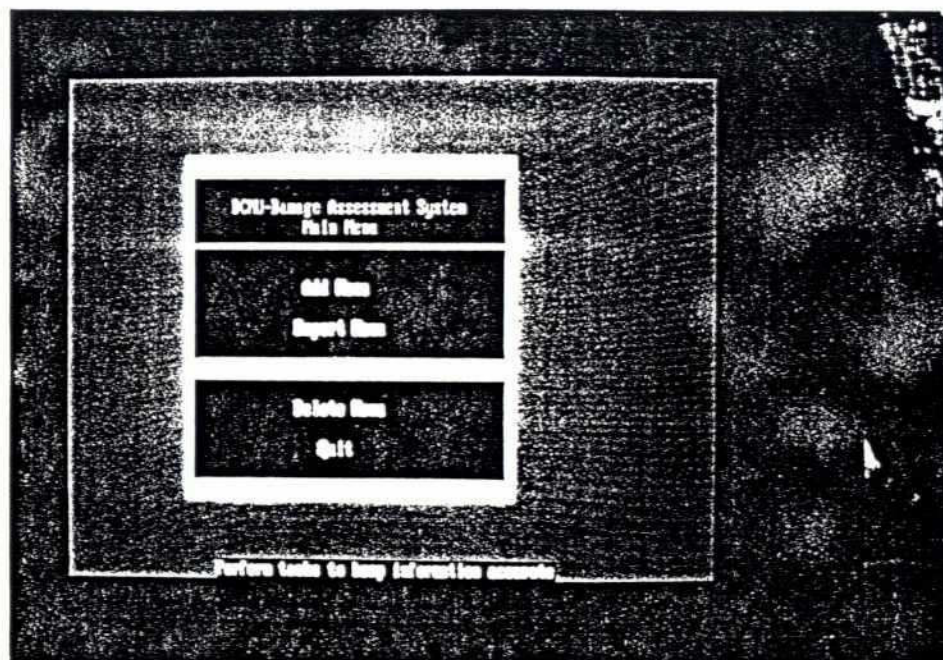 DCMU-Damage Assessment System
Main Menu
Add Menu
Report Menu
Delete Menu
Quit
Perform tasks to keep information accurate